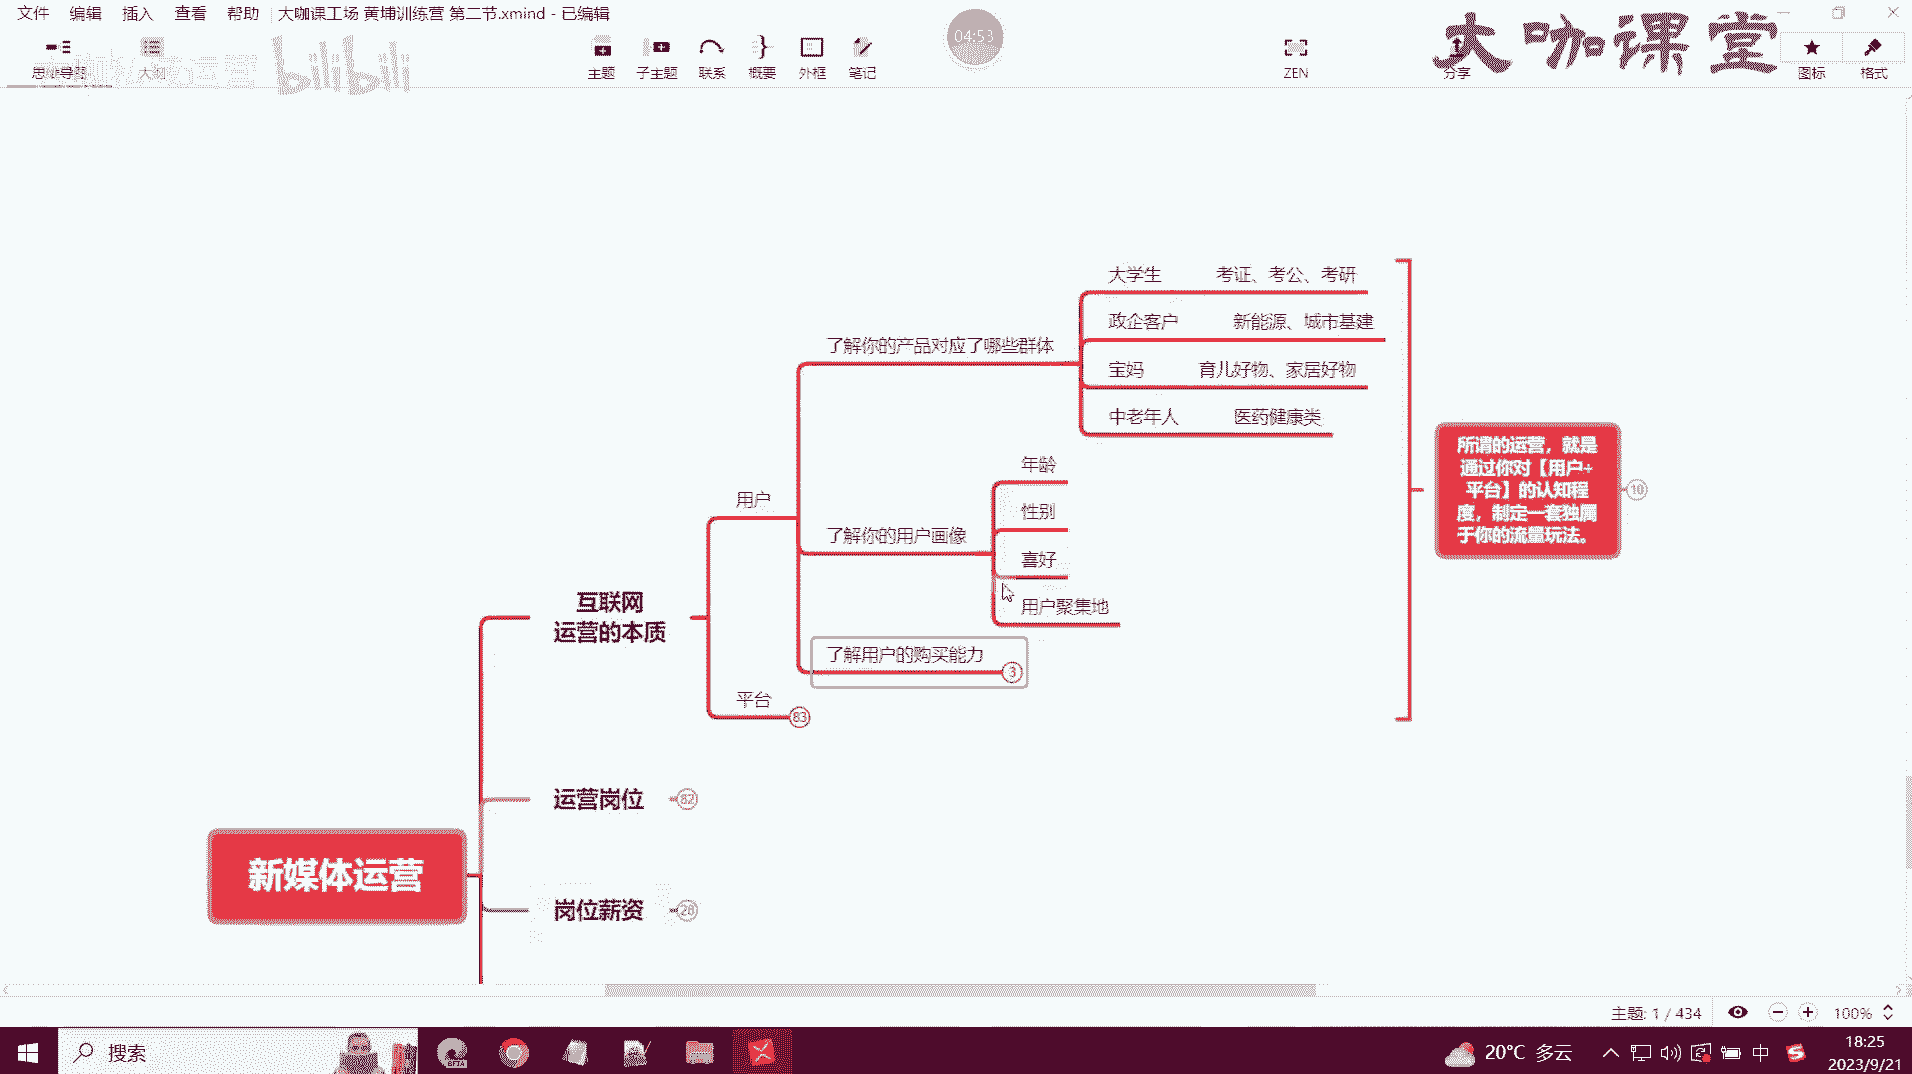 文件 编辑 插入 查看 帮助 大咖课工场 黄埔训练营 第二节.xmind - 已编辑
04:53
大咖课堂
bilibili
思维导图
大纲
主题
子主题
联系
概要
外框
笔记
ZEN
分享
图标
格式
大学生 考证、考公、考研
政企客户 新能源、城市基建
了解你的产品对应了哪些群体
宝妈 育儿好物、家居好物
中老年人 医药健康类
所谓的运营，就是
通过你对【用户+
平台】的认知程
度，制定一套独属
于你的流量玩法。
10
年龄
用户
性别
了解你的用户画像
喜好
用户聚集地
互联网
运营的本质
了解用户的购买能力
3
平台
83
运营岗位
82
新媒体运营
岗位薪资
28
主题: 1 / 434
100%
搜索
BETA
20°C 多云
中
18:25
2023/9/21